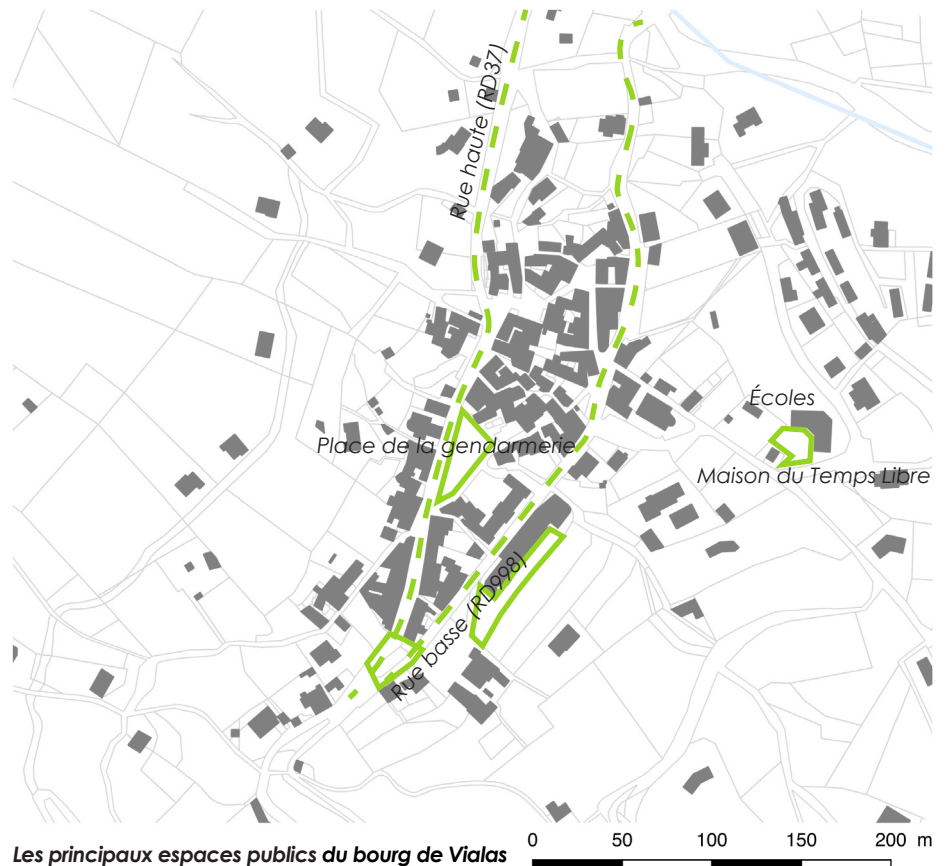 Rue haute (RD37)
Écoles
Place de la gendarmerie
Maison du Temps Libre
Rue basse (RD998)
Les principaux espaces publics du bourg de Vialas
0 50 100 150 200 m